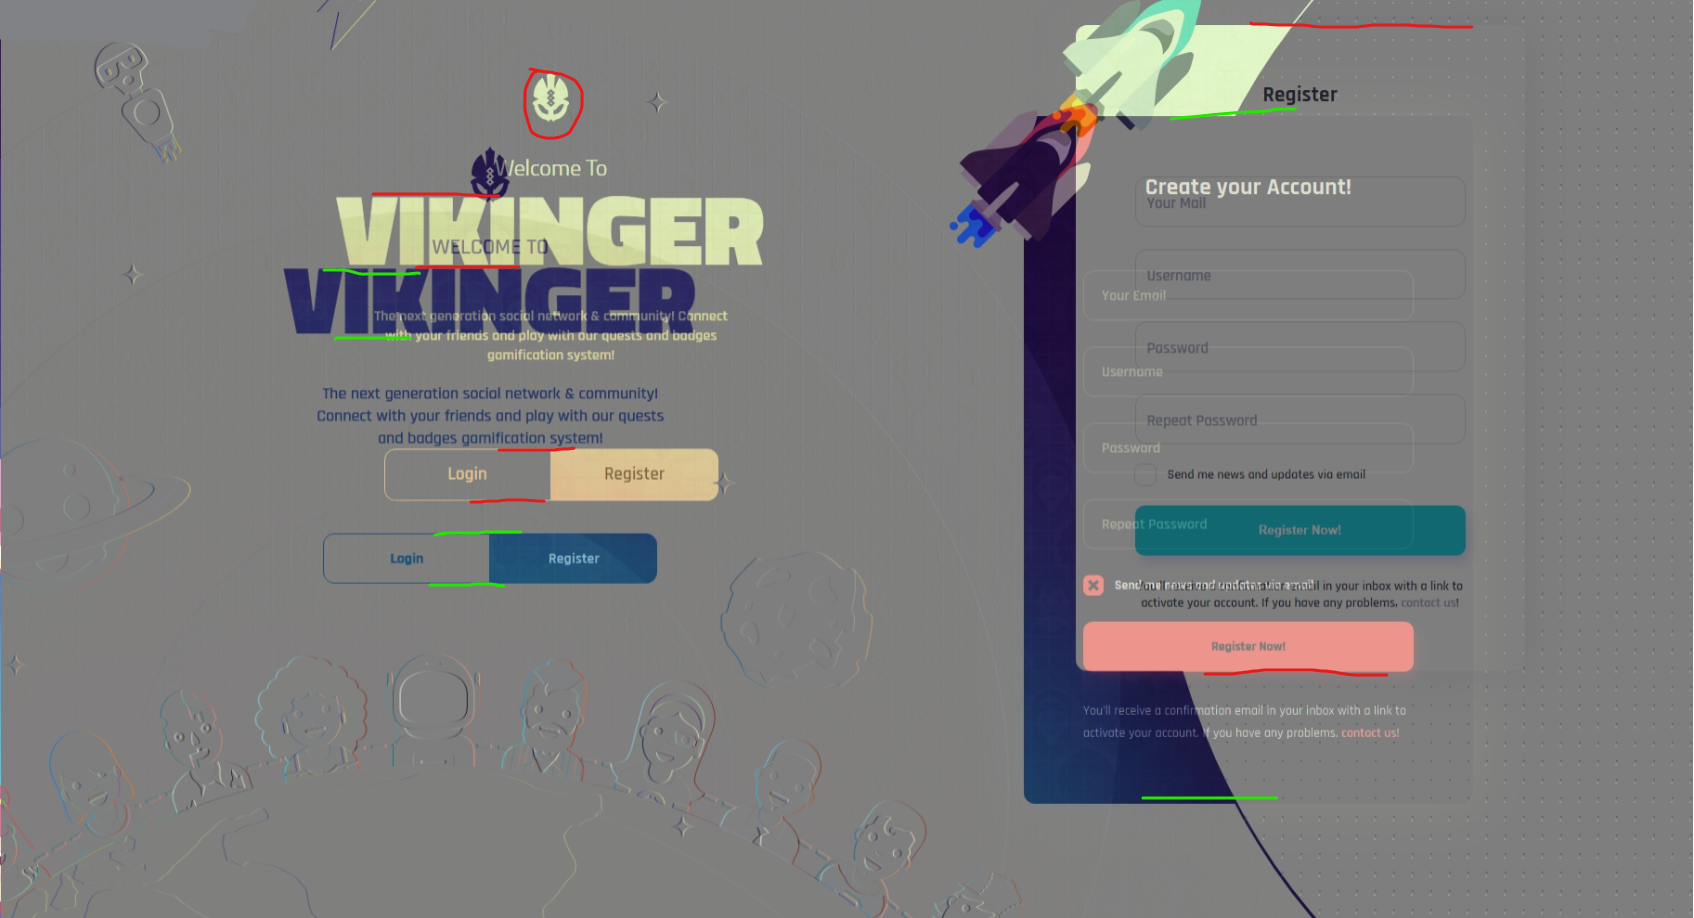 Welcome To
VIKINGER
WELCOME TO
VIKINGER
The next generation social network & community! Connect
with your friends and play with our quests and badges
gamification system!
The next generation social network & community!
Connect with your friends and play with our quests
and badges gamification system!
Login Register
Login Register
Register
Create your Account!
Your Mail
Username
Your Email
Password
Username
Repeat Password
Password
Send me news and updates via email
Repeat Password
Register Now!
Send me news and updates via email
You'll receive a confirmation email in your inbox with a link to
activate your account. If you have any problems, contact us!
Register Now!
You'll receive a confirmation email in your inbox with a link to
activate your account. If you have any problems, contact us!